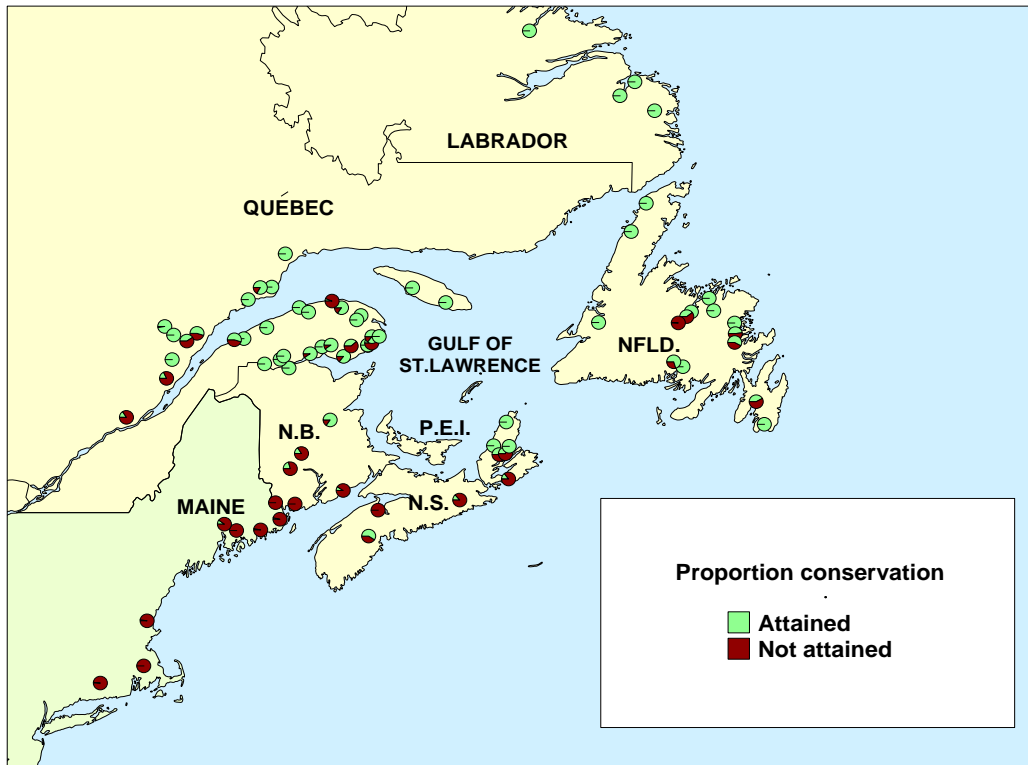 LABRADOR
QUÉBEC
GULF OF
ST.LAWRENCE
NFLD.
P.E.I.
N.B.
N.S.
MAINE
Proportion conservation
Attained
Not attained